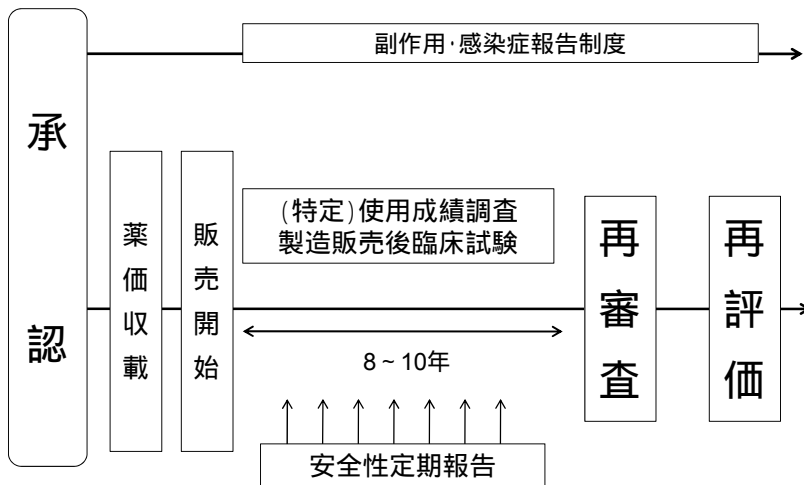 承認
副作用・感染症報告制度
薬価収載
販売開始
(特定)使用成績調査
製造販売後臨床試験
8~10年
安全性定期報告
再審査
再評価